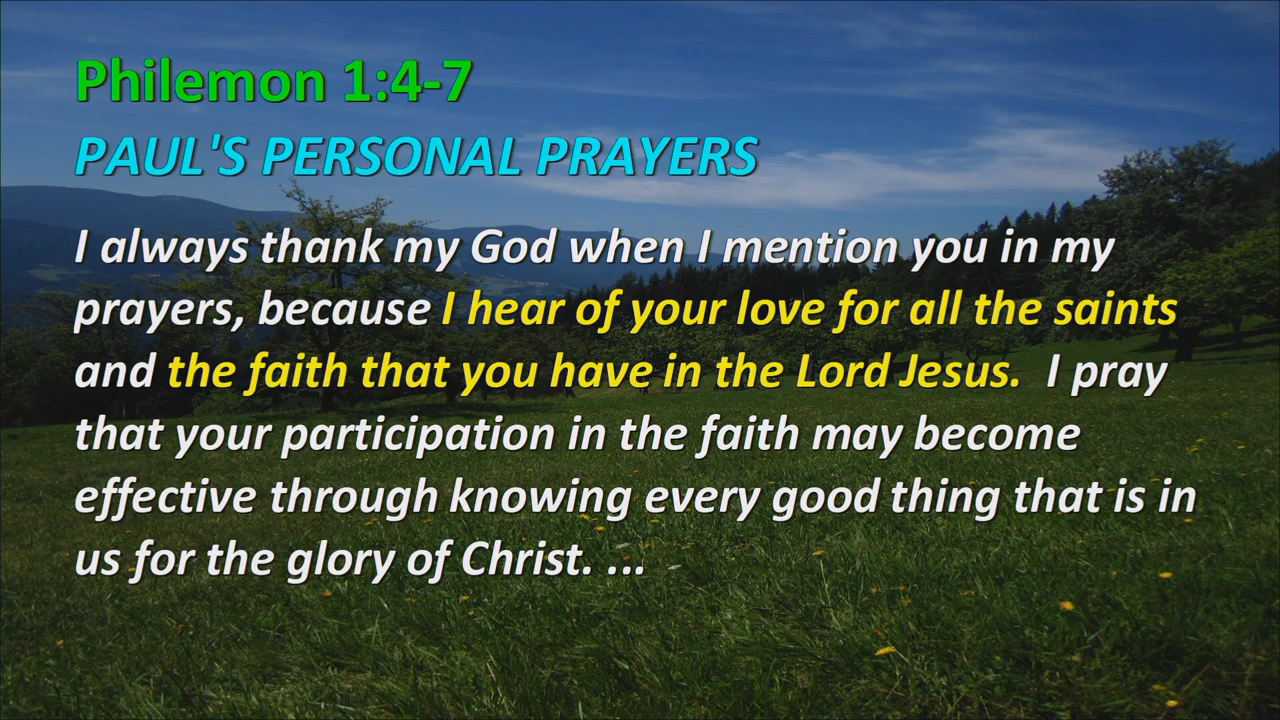 Philemon 1:4-7
PAUL'S PERSONAL PRAYERS
I always thank my God when I mention you in my
prayers, because I hear of your love for all the saints
and the faith that you have in the Lord Jesus.  I pray
that your participation in the faith may become
effective through knowing every good thing that is in
us for the glory of Christ. ...